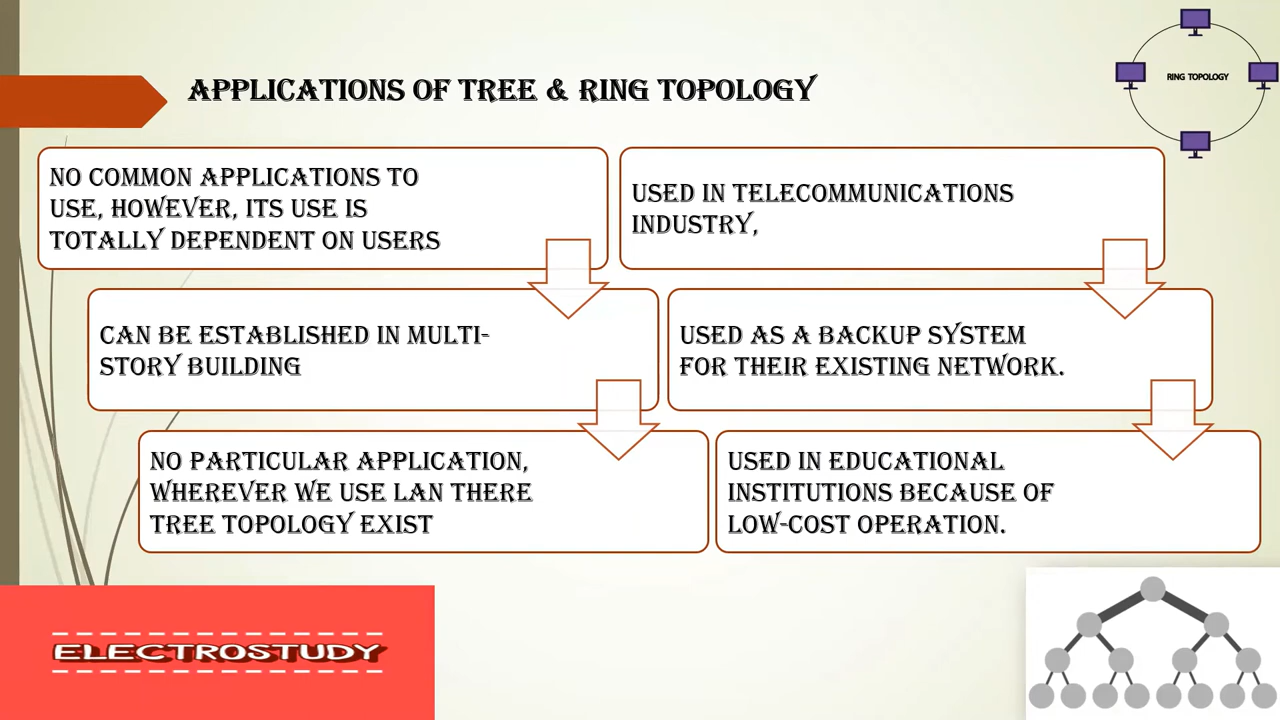 APPLICATIONS OF TREE & RING TOPOLOGY
RING TOPOLOGY
NO COMMON APPLICATIONS TO
USE, HOWEVER, ITS USE IS
TOTALLY DEPENDENT ON USERS
CAN BE ESTABLISHED IN MULTI-
STORY BUILDING
NO PARTICULAR APPLICATION,
WHEREVER WE USE LAN THERE
TREE TOPOLOGY EXIST
USED IN TELECOMMUNICATIONS
INDUSTRY,
USED AS A BACKUP SYSTEM
FOR THEIR EXISTING NETWORK.
USED IN EDUCATIONAL
INSTITUTIONS BECAUSE OF
LOW-COST OPERATION.
ELECTROSTUDY